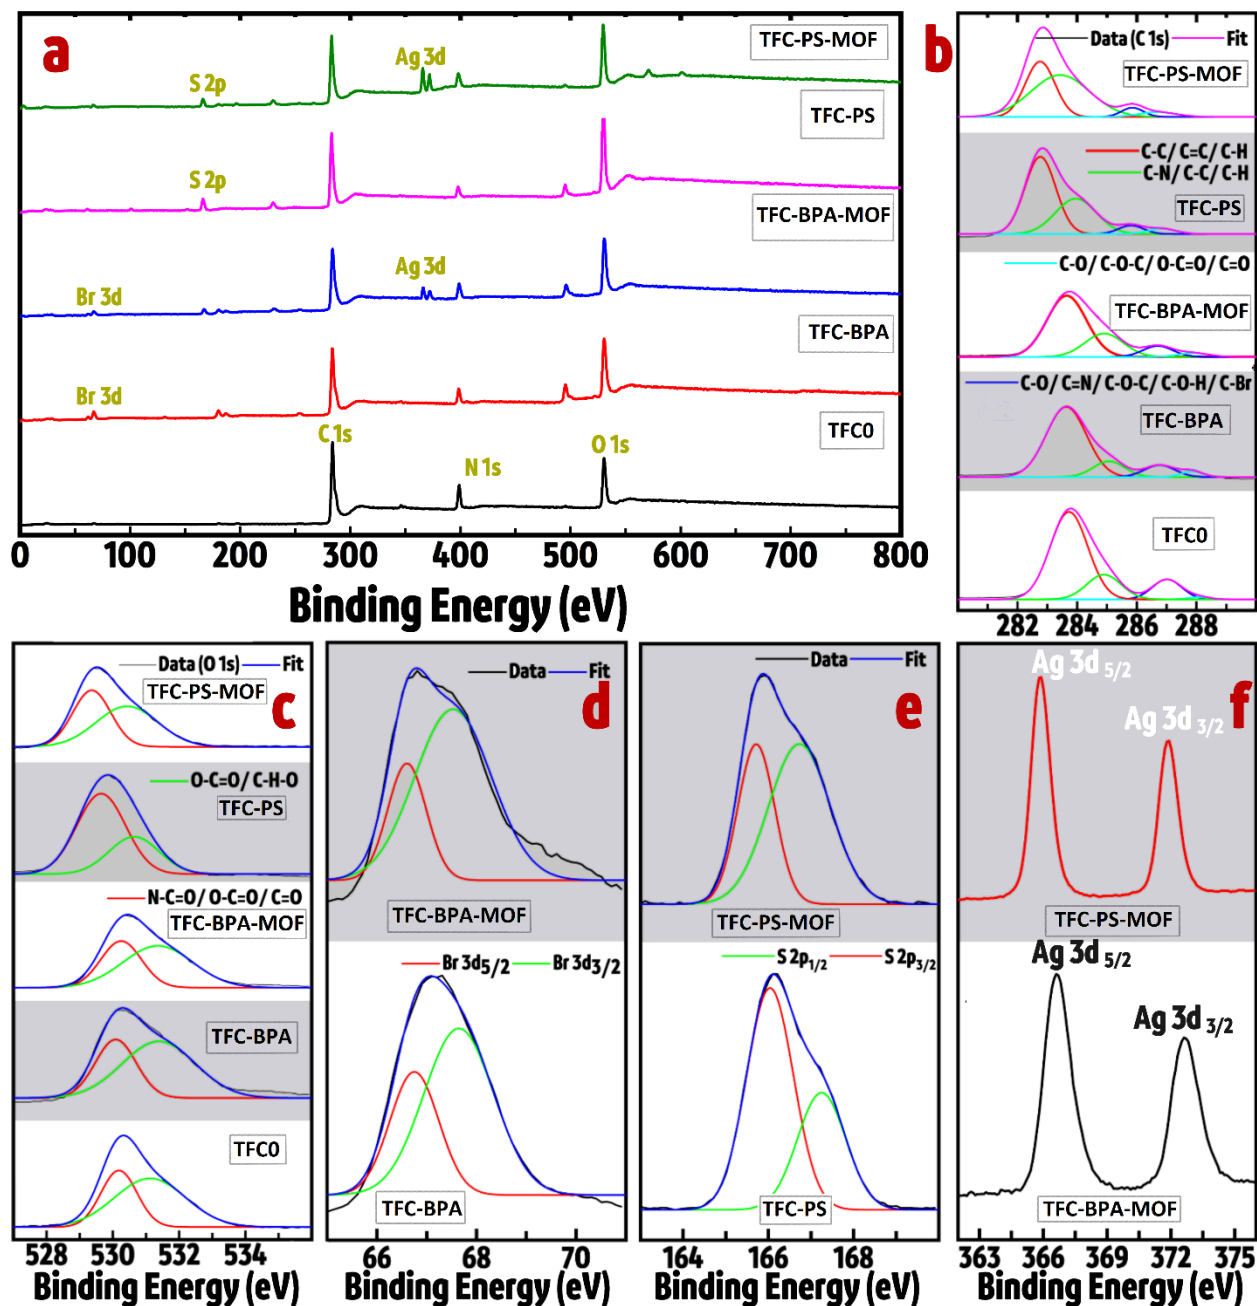 a
TFC-PS-MOF
Ag 3d
S 2p
TFC-PS
S 2p
TFC-BPA-MOF
Ag 3d
Br 3d
TFC-BPA
Br 3d
TFC0
C 1s
N 1s
O 1s
0 100 200 300 400 500 600 700 800
Binding Energy (eV)
b
Data (C 1s) Fit
TFC-PS-MOF
C-C/ C=C/ C-H
C-N/ C-C/ C-H
TFC-PS
C-O/ C-O-C/ O-C=O/ C=O
TFC-BPA-MOF
C-O/ C=N/ C-O-C/ C-O-H/ C-Br
TFC-BPA
TFC0
282 284 286 288
Data (O 1s) Fit
TFC-PS-MOF
c
O-C=O/ C-H-O
TFC-PS
N-C=O/ O-C=O/ C=O
TFC-BPA-MOF
TFC-BPA
TFC0
528 530 532 534
Binding Energy (eV)
Data Fit
d
TFC-BPA-MOF
Br 3d5/2 Br 3d3/2
TFC-BPA
66 68 70
Binding Energy (eV)
Data Fit
e
TFC-PS-MOF
S 2p1/2 S 2p3/2
TFC-PS
164 166 168
Binding Energy (eV)
Ag 3d 5/2
f
Ag 3d 3/2
TFC-PS-MOF
Ag 3d 5/2
Ag 3d 3/2
TFC-BPA-MOF
363 366 369 372 375
Binding Energy (eV)